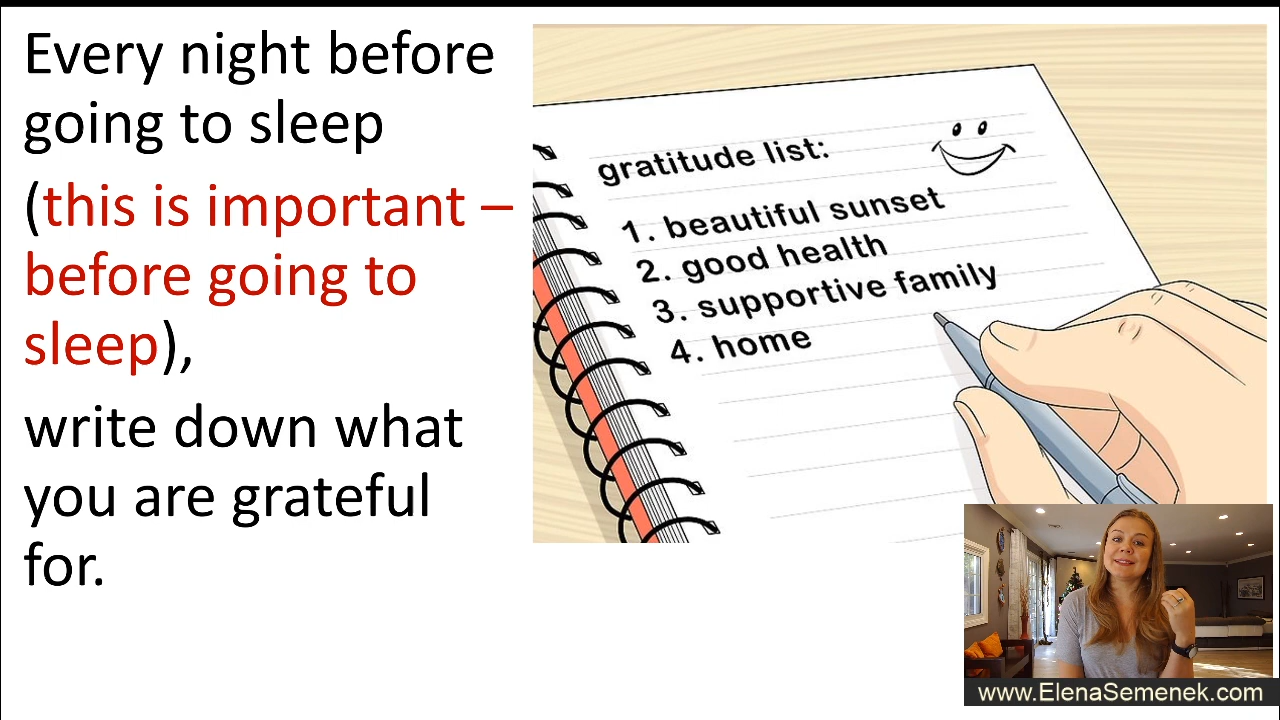 Every night before
going to sleep
(this is important –
before going to
sleep),
write down what
you are grateful
for.
gratitude list:
1. beautiful sunset
2. good health
3. supportive family
4. home
www.ElenaSemenek.com